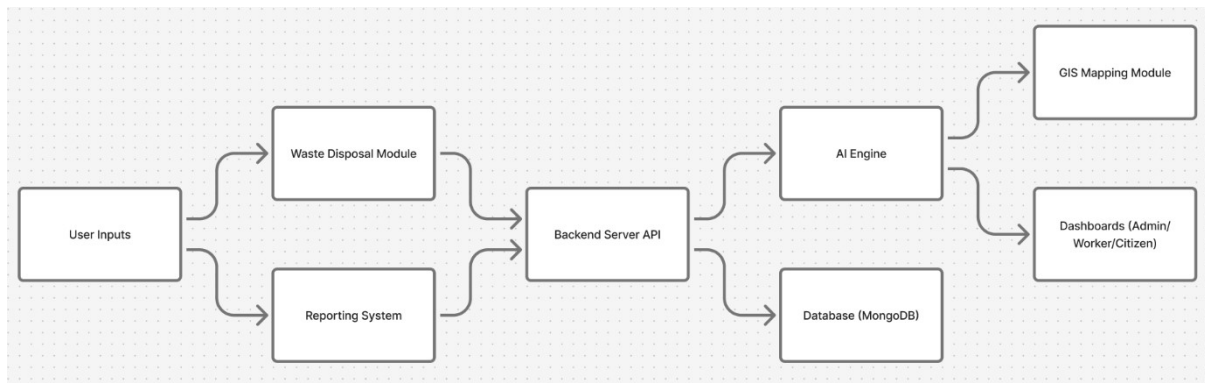 User Inputs
Waste Disposal Module
Reporting System
Backend Server API
AI Engine
Database (MongoDB)
GIS Mapping Module
Dashboards (Admin/
Worker/Citizen)